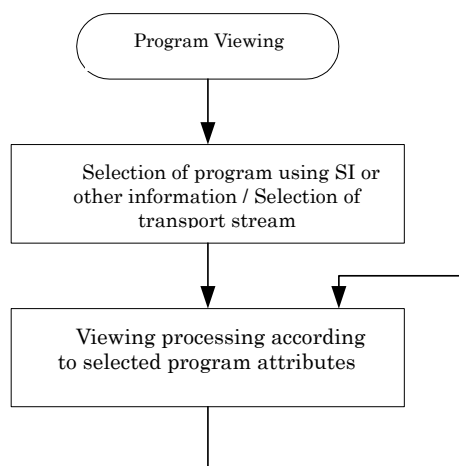 Program Viewing
Selection of program using SI or
other information / Selection of
transport stream
Viewing processing according
to selected program attributes